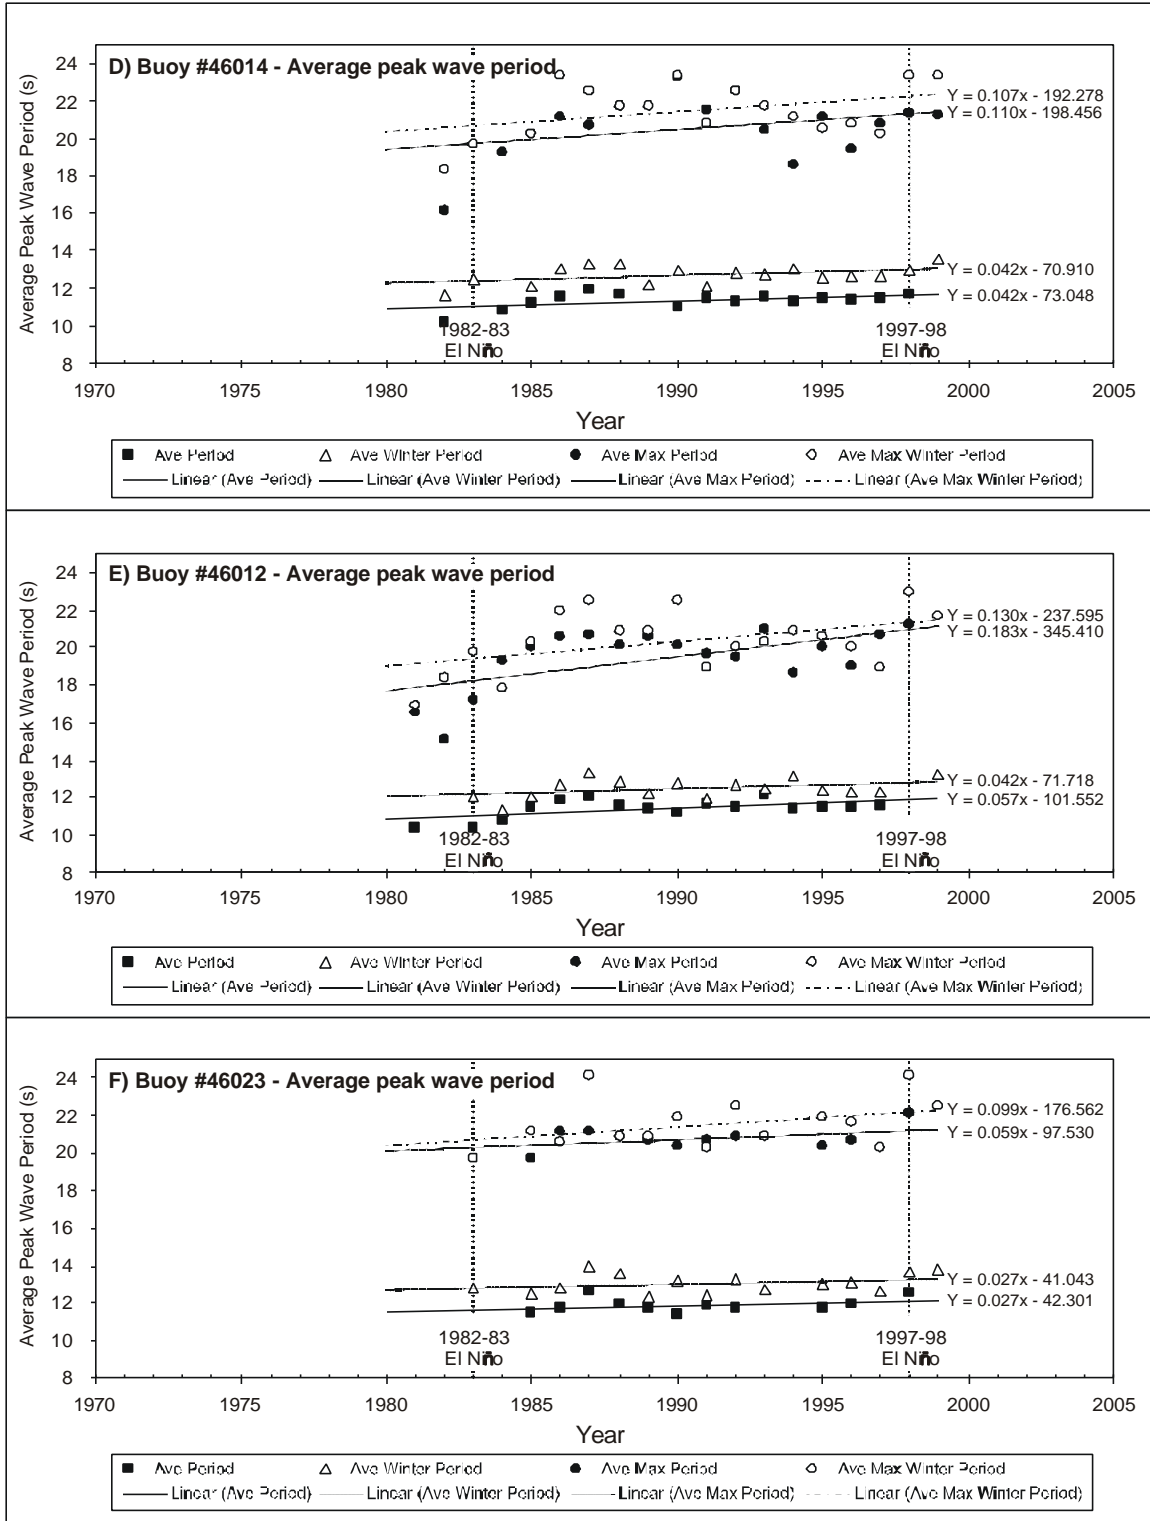 D) Buoy #46014 - Average peak wave period
Average Peak Wave Period (s)
24
22
20
18
16
14
12
10
8
Y = 0.107x - 192.278
Y = 0.110x - 198.456
Y = 0.042x - 70.910
Y = 0.042x - 73.048
1982-83
El Niño
1997-98
El Niño
1970 1975 1980 1985 1990 1995 2000 2005
Year
Ave Period Ave Winter Period Ave Max Period Ave Max Winter Period
Linear (Ave Period) Linear (Ave Winter Period) Linear (Ave Max Period) Linear (Ave Max Winter Period)
E) Buoy #46012 - Average peak wave period
Average Peak Wave Period (s)
24
22
20
18
16
14
12
10
8
Y = 0.130x - 237.595
Y = 0.183x - 345.410
Y = 0.042x - 71.718
Y = 0.057x - 101.552
1982-83
El Niño
1997-98
El Niño
1970 1975 1980 1985 1990 1995 2000 2005
Year
Ave Period Ave Winter Period Ave Max Period Ave Max Winter Period
Linear (Ave Period) Linear (Ave Winter Period) Linear (Ave Max Period) Linear (Ave Max Winter Period)
F) Buoy #46023 - Average peak wave period
Average Peak Wave Period (s)
24
22
20
18
16
14
12
10
8
Y = 0.099x - 176.562
Y = 0.059x - 97.530
Y = 0.027x - 41.043
Y = 0.027x - 42.301
1982-83
El Niño
1997-98
El Niño
1970 1975 1980 1985 1990 1995 2000 2005
Year
Ave Period Ave Winter Period Ave Max Period Ave Max Winter Period
Linear (Ave Period) Linear (Ave Winter Period) Linear (Ave Max Period) Linear (Ave Max Winter Period)